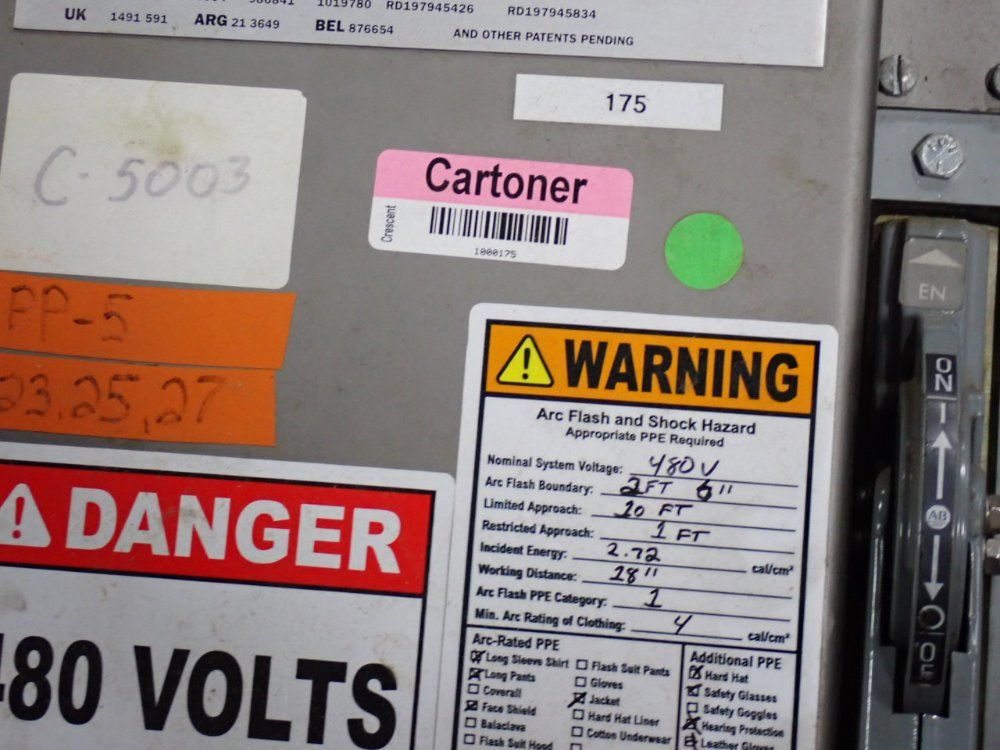 1019780 RD197945426 RD197945834
UK 1491 591 ARG 21 3649 BEL 876654 AND OTHER PATENTS PENDING
175
C-5003
Cartoner
Crescent
1000175
EN
PP-5
23,25,27
ON
AB
OF
WARNING
Arc Flash and Shock Hazard
Appropriate PPE Required
Nominal System Voltage: 480V
Arc Flash Boundary: 2FT 6"
Limited Approach: 10 FT
Restricted Approach: 1 FT
Incident Energy: 2.72 cal/cm²
Working Distance: 18"
Arc Flash PPE Category: 1
Min. Arc Rating of Clothing: 4 cal/cm²
Arc-Rated PPE
Long Sleeve Shirt
Long Pants
Coverall
Face Shield
Balaclava
Flash Suit Hood
Flash Suit Pants
Gloves
Jacket
Hard Hat Liner
Cotton Underwear
Additional PPE
Hard Hat
Safety Glasses
Safety Goggles
Hearing Protection
Leather Gloves
DANGER
480 VOLTS